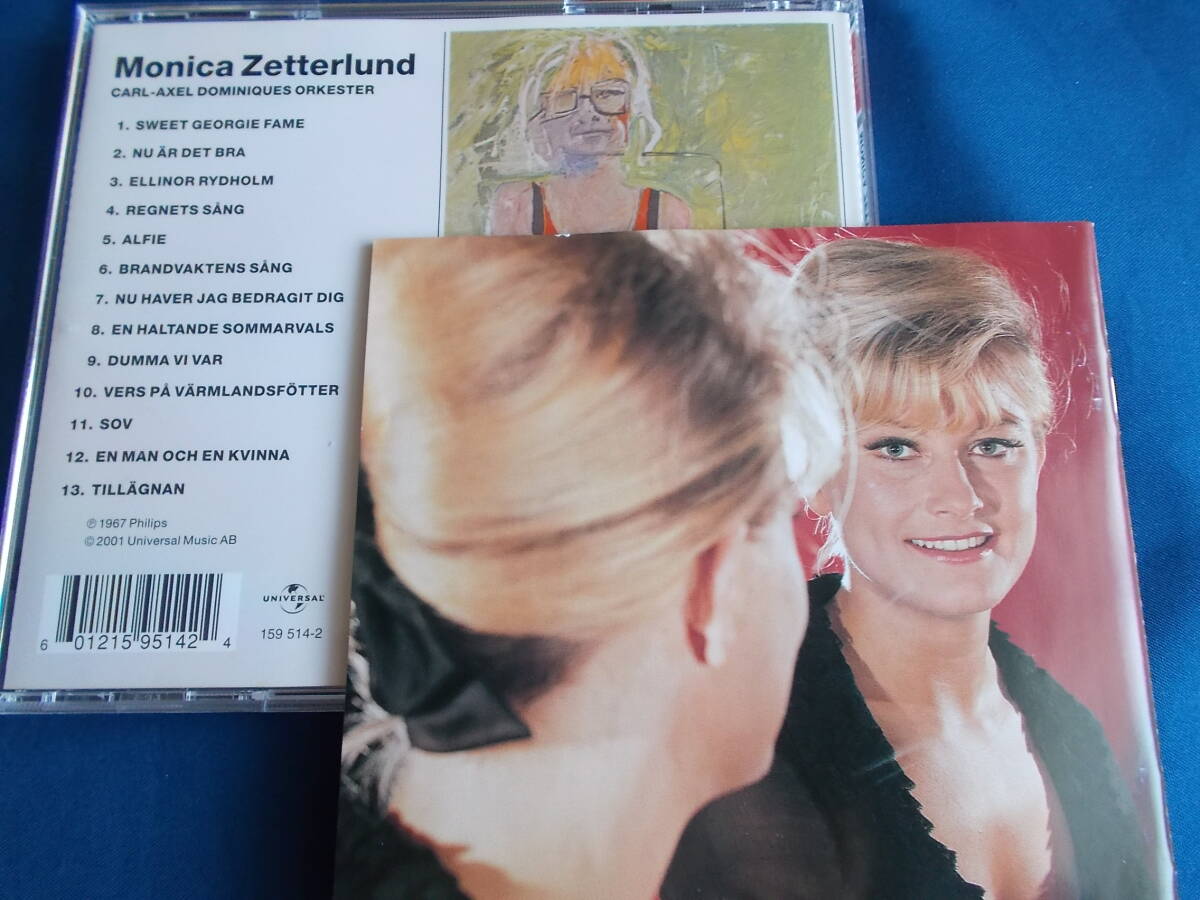 Monica Zetterlund
CARL-AXEL DOMINIQUES ORKESTER
1. SWEET GEORGIE FAME
2. NU ÄR DET BRA
3. ELLINOR RYDHOLM
4. REGNETS SÅNG
5. ALFIE
6. BRANDVAKTENS SÅNG
7. NU HAVER JAG BEDRAGIT DIG
8. EN HALTANDE SOMMARVALS
9. DUMMA VI VAR
10. VERS PÅ VÄRMLANDSFÖTTER
11. SOV
12. EN MAN OCH EN KVINNA
13. TILLÄGNAN
℗ 1967 Philips
© 2001 Universal Music AB
UNIVERSAL
6 01215 95142 4
159 514-2